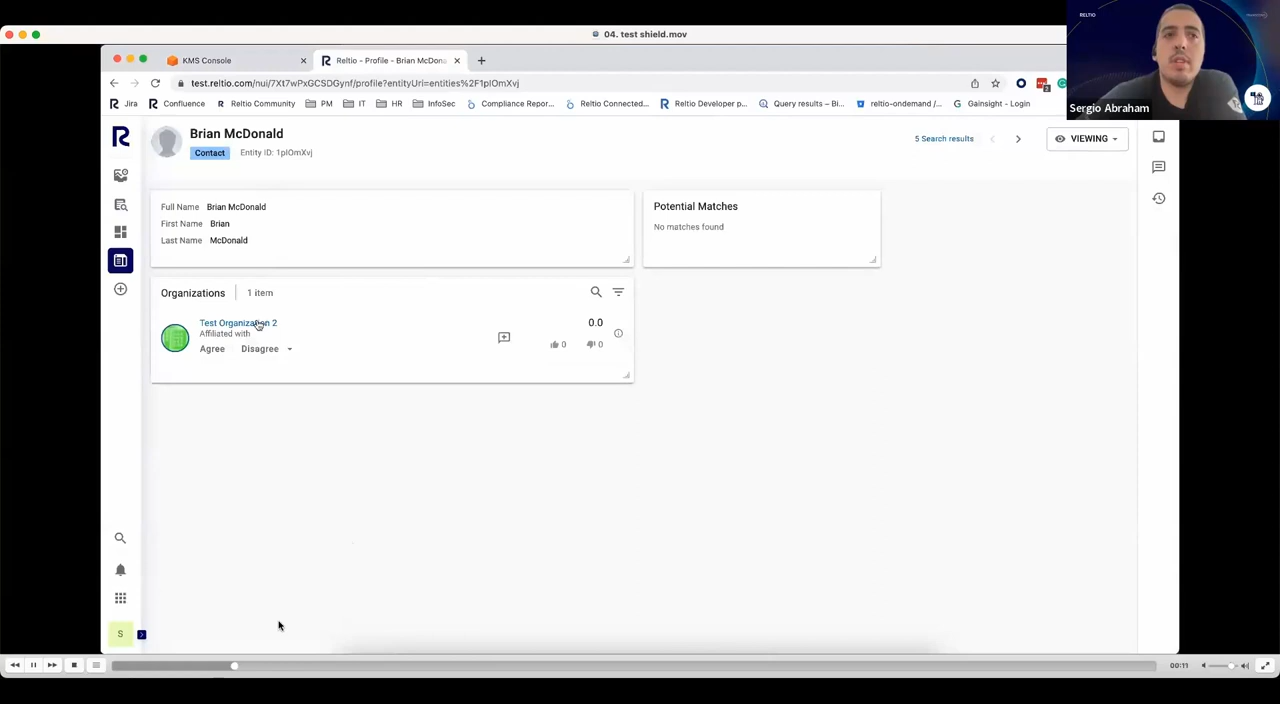 04. test shield.mov
RELTIO
Sergio Abraham
KMS Console
Reltio - Profile - Brian McDona
test.reltio.com/nui/7Xt7wPxGCSDGynf/profile?entityUri=entities%2F1pIOmXvj
Jira
Confluence
Reltio Community
PM
IT
HR
InfoSec
Compliance Repor...
Reltio Connected...
Reltio Developer p...
Query results – Bi...
reltio-ondemand /...
Gainsight - Login
R
Brian McDonald
Contact
Entity ID: 1pIOmXvj
5 Search results
VIEWING
Full Name Brian McDonald
First Name Brian
Last Name McDonald
Potential Matches
No matches found
Organizations
1 item
Test Organization 2
Affiliated with
Agree
Disagree
0.0
0
0
S
00:11